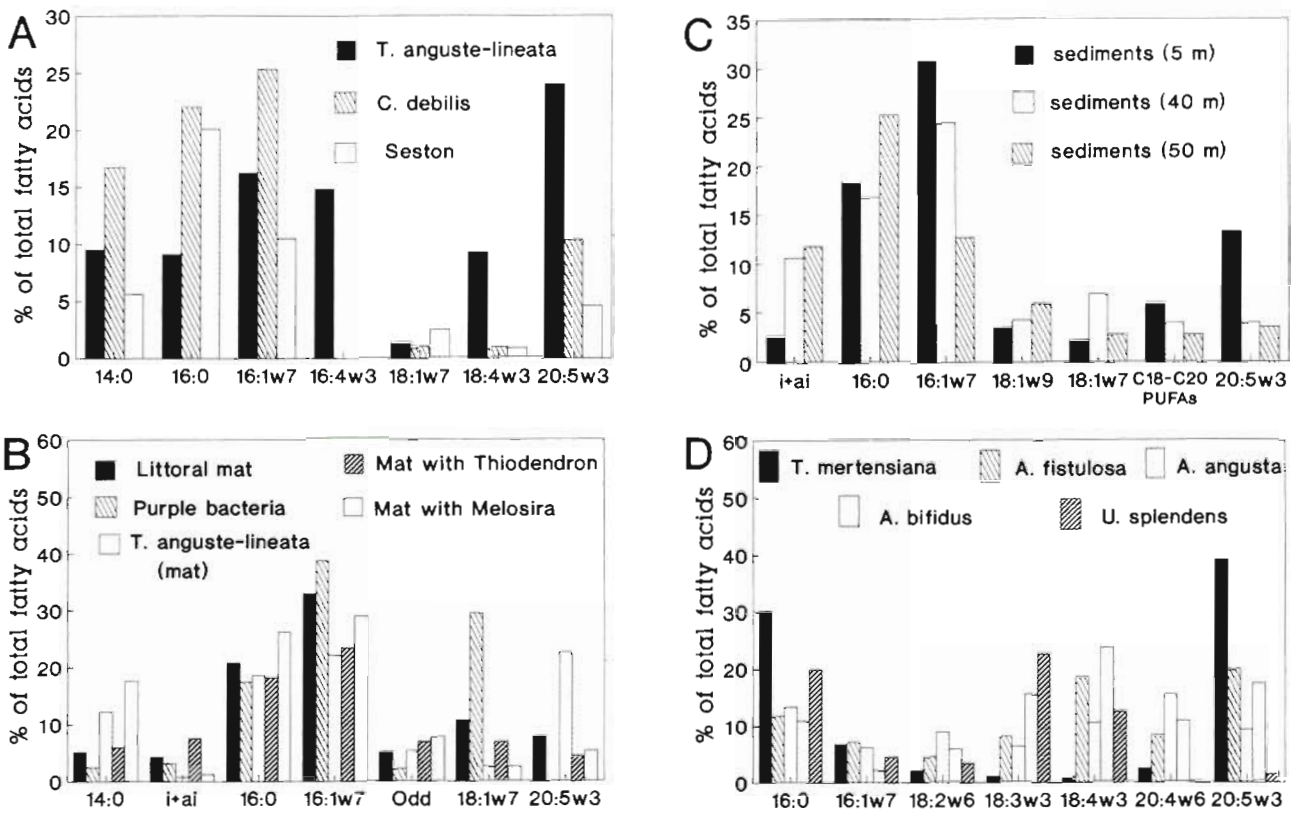 A
% of total fatty acids
30
25
20
15
10
5
0
T. anguste-lineata
C. debilis
Seston
14:0 16:0 16:1w7 16:4w3 18:1w7 18:4w3 20:5w3
C
% of total fatty acids
35
30
25
20
15
10
5
0
sediments (5 m)
sediments (40 m)
sediments (50 m)
i+ai 16:0 16:1w7 18:1w9 18:1w7 C18-C20 20:5w3
PUFAs
B
% of total fatty acids
60
50
40
30
20
10
0
Littoral mat
Purple bacteria
T. anguste-lineata
(mat)
Mat with Thiodendron
Mat with Melosira
14:0 i+ai 16:0 16:1w7 Odd 18:1w7 20:5w3
D
% of total fatty acids
60
50
40
30
20
10
0
T. mertensiana A. fistulosa A. angusta
A. bifidus U. splendens
16:0 16:1w7 18:2w6 18:3w3 18:4w3 20:4w6 20:5w3